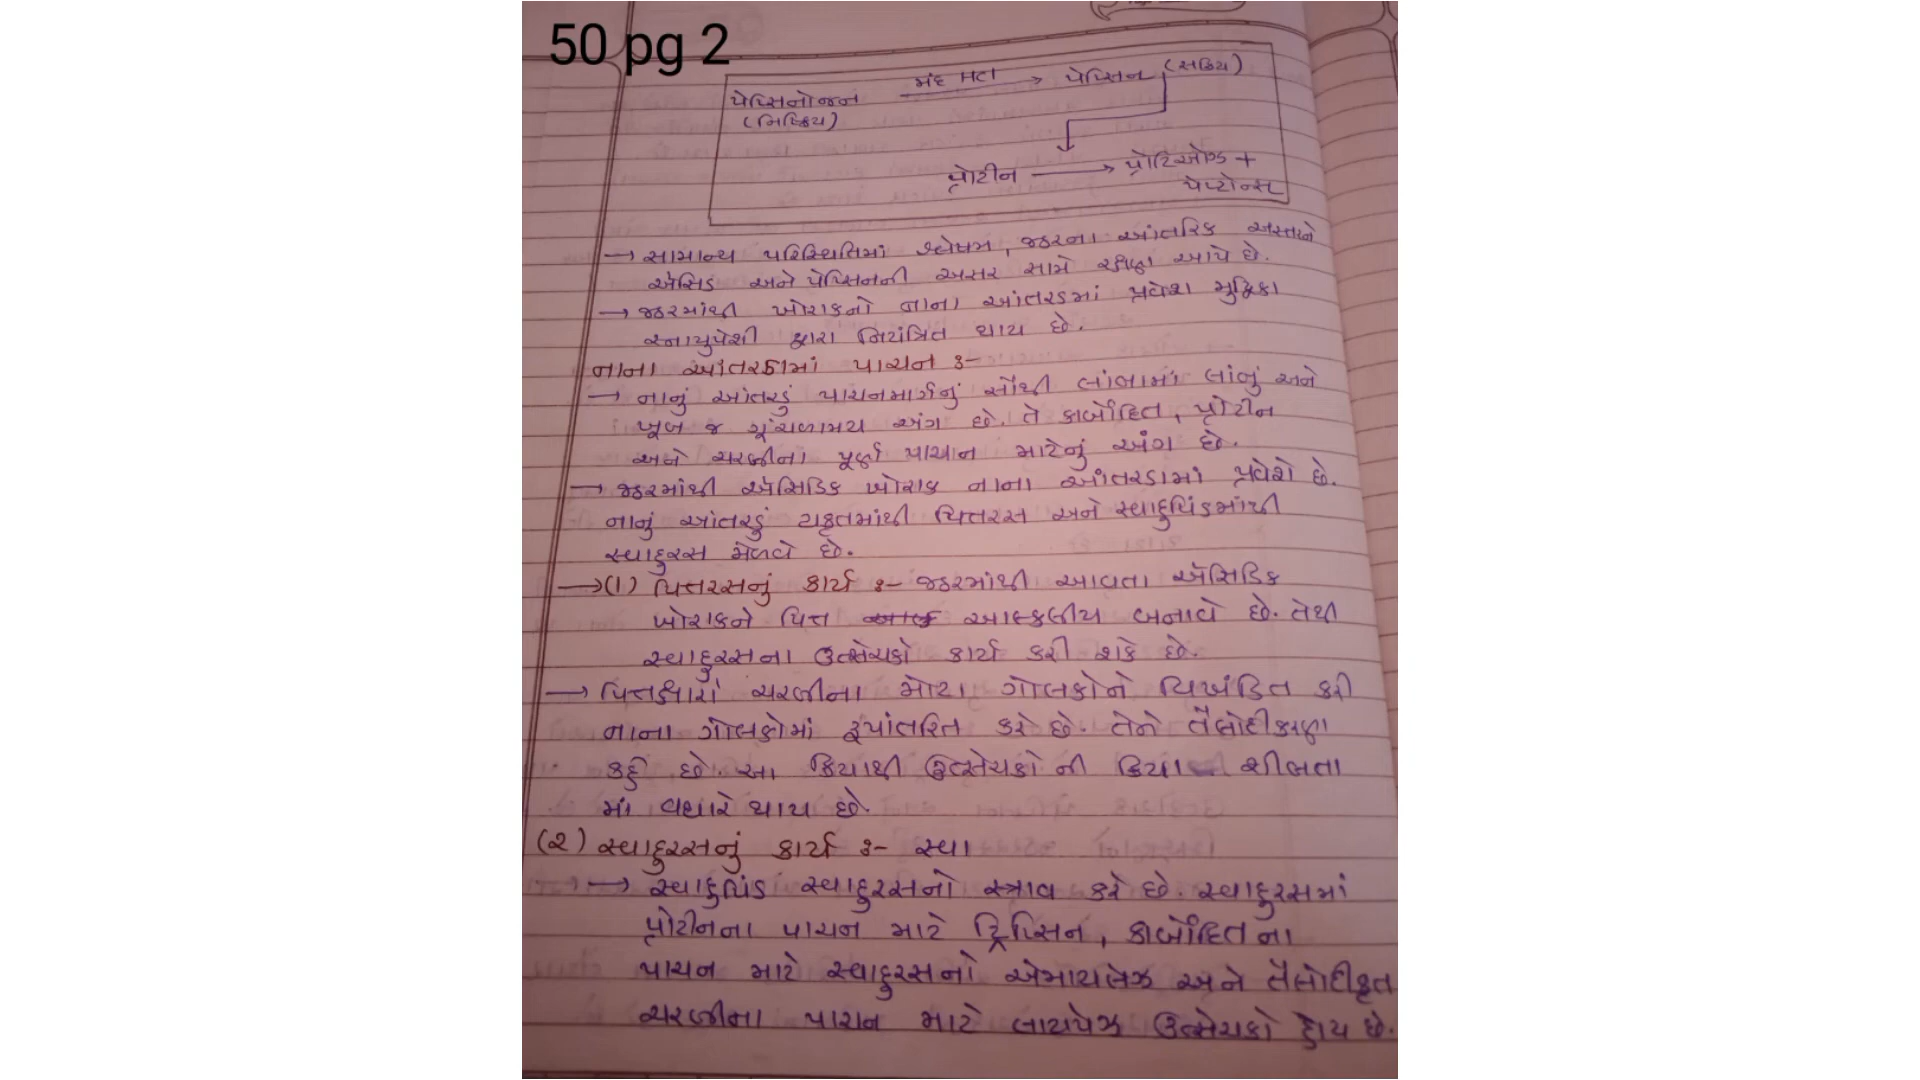 50 pg 2
પેપ્સિનોજન મંદ HCl → પેપ્સિન (સક્રિય)
(નિષ્ક્રિય)
પ્રોટીન → પ્રોટિઓઝ +
પેપ્ટોન્સ
→ સામાન્ય પરિસ્થિતિમાં શ્લેષ્મ, જઠરના આંતરિક અસ્તરને
ઍસિડ અને પેપ્સિનની અસર સામે રક્ષણ આપે છે.
→ જઠરમાંથી ખોરાકનો નાના આંતરડામાં પ્રવેશ મુદ્રિકા
સ્નાયુપેશી દ્વારા નિયંત્રિત થાય છે.
નાના આંતરડામાં પાચન :-
→ નાનું આંતરડું પાચનમાર્ગનું સૌથી લાંબામાં લાંબું અને
ખૂબ જ ગૂંચળામય અંગ છે. તે કાર્બોદિત, પ્રોટીન
અને ચરબીના પૂર્ણ પાચાન માટેનું અંગ છે.
→ જઠરમાંથી ઍસિડિક ખોરાક નાના આંતરડામાં પ્રવેશે છે.
નાનું આંતરડું યકૃતમાંથી પિત્તરસ અને સ્વાદુપિંડમાંથી
સ્વાદુરસ મેળવે છે.
→ (1) પિત્તરસનું કાર્ય :- જઠરમાંથી આવતા ઍસિડિક
ખોરાકને પિત્ત આલ્કલીય બનાવે છે. તેથી
સ્વાદુરસના ઉત્સેચકો કાર્ય કરી શકે છે.
→ પિત્તક્ષારો ચરબીના મોટા ગોલકોને વિખંડિત કરી
નાના ગોલકોમાં રૂપાંતરિત કરે છે. તેને તૈલોદીકરણ
કહે છે. આ ક્રિયાથી ઉત્સેચકો ની ક્રિયા શીલતા
માં વધારે થાય છે.
(૨) સ્વાદુરસનું કાર્ય :- સ્વા
→ સ્વાદુપિંડ સ્વાદુરસનો સ્ત્રાવ કરે છે. સ્વાદુરસમાં
પ્રોટીનના પાચન માટે ટ્રિપ્સિન, કાર્બોદિત ના
પાચન માટે સ્વાદુરસનો એમાયલેઝ અને તૈલોદીકૃત
ચરબીના પાચન માટે લાયપેઝ ઉત્સેચકો હોય છે.